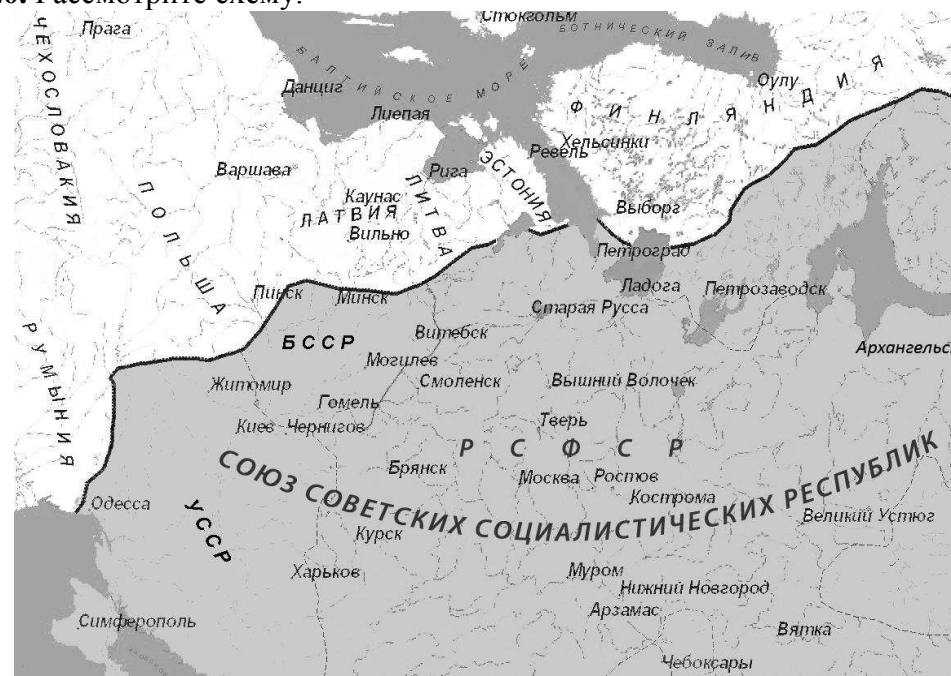 Рассмотрите схему.
Стокгольм
БОТНИЧЕСКИЙ ЗАЛИВ
Прага
ЧЕХОСЛОВАКИЯ
БАЛТИЙСКОЕ МОРЕ
Данциг
Лиепая
Оулу
ФИНЛЯНДИЯ
Хельсинки
Ревель
ЭСТОНИЯ
Варшава
Рига
Каунас
ЛИТВА
ЛАТВИЯ
Вильно
Выборг
ПОЛЬША
Петроград
Пинск
Минск
Ладога
Петрозаводск
Старая Русса
РУМЫНИЯ
БССР
Витебск
Могилев
Архангельс
Житомир
Смоленск
Вышний Волочек
Гомель
Киев
Чернигов
Тверь
РСФСР
Брянск
Москва
Ростов
Кострома
СОЮЗ СОВЕТСКИХ СОЦИАЛИСТИЧЕСКИХ РЕСПУБЛИК
Одесса
УССР
Великий Устюг
Курск
Харьков
Муром
Нижний Новгород
Арзамас
Симферополь
Вятка
Чебоксары